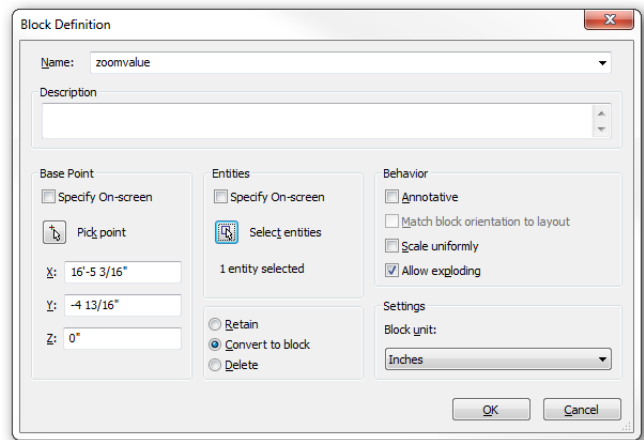 Block Definition
Name: zoomvalue
Description
Base Point
Specify On-screen
Pick point
X: 16'-5 3/16"
Y: -4 13/16"
Z: 0"
Entities
Specify On-screen
Select entities
1 entity selected
Retain
Convert to block
Delete
Behavior
Annotative
Match block orientation to layout
Scale uniformly
Allow exploding
Settings
Block unit:
Inches
OK
Cancel